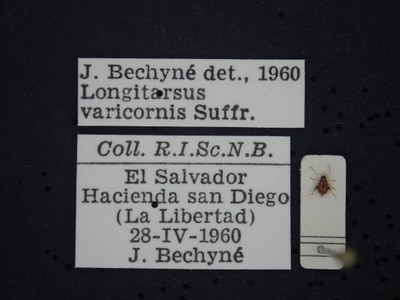 J. Bechyné det., 1960
Longitarsus
varicornis Suffr.
Coll. R.I.Sc.N.B.
El Salvador
Hacienda san Diego
(La Libertad)
28-IV-1960
J. Bechyné